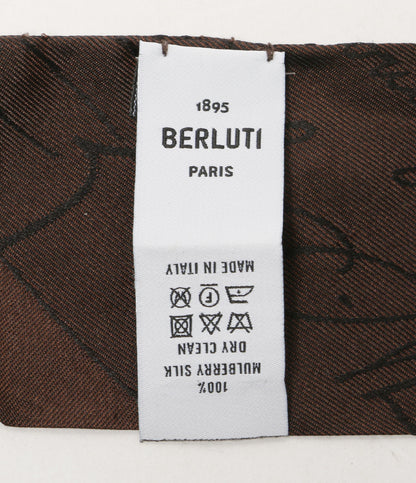 1895
BERLUTI
PARIS
100%
MULBERRY SILK
DRY CLEAN
F
MADE IN ITALY